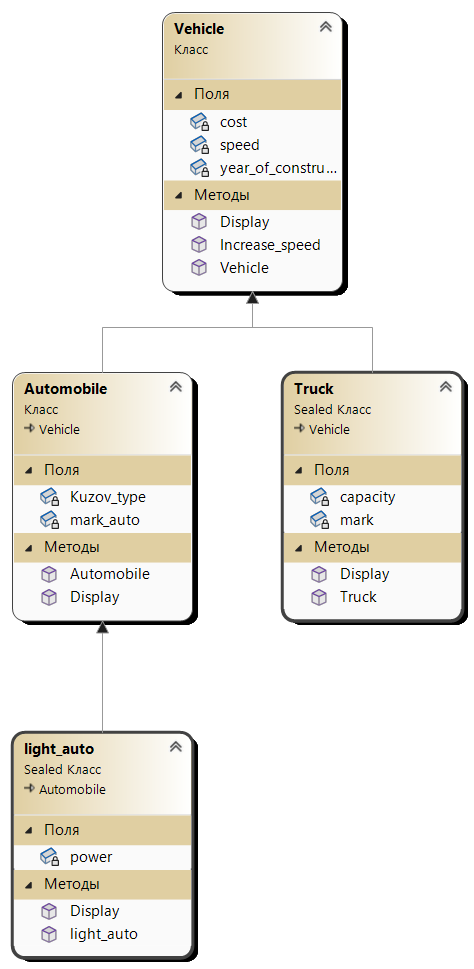 Vehicle
Класс
Поля
cost
speed
year_of_constru...
Методы
Display
Increase_speed
Vehicle
Automobile
Класс
Vehicle
Поля
Kuzov_type
mark_auto
Методы
Automobile
Display
Truck
Sealed Класс
Vehicle
Поля
capacity
mark
Методы
Display
Truck
light_auto
Sealed Класс
Automobile
Поля
power
Методы
Display
light_auto